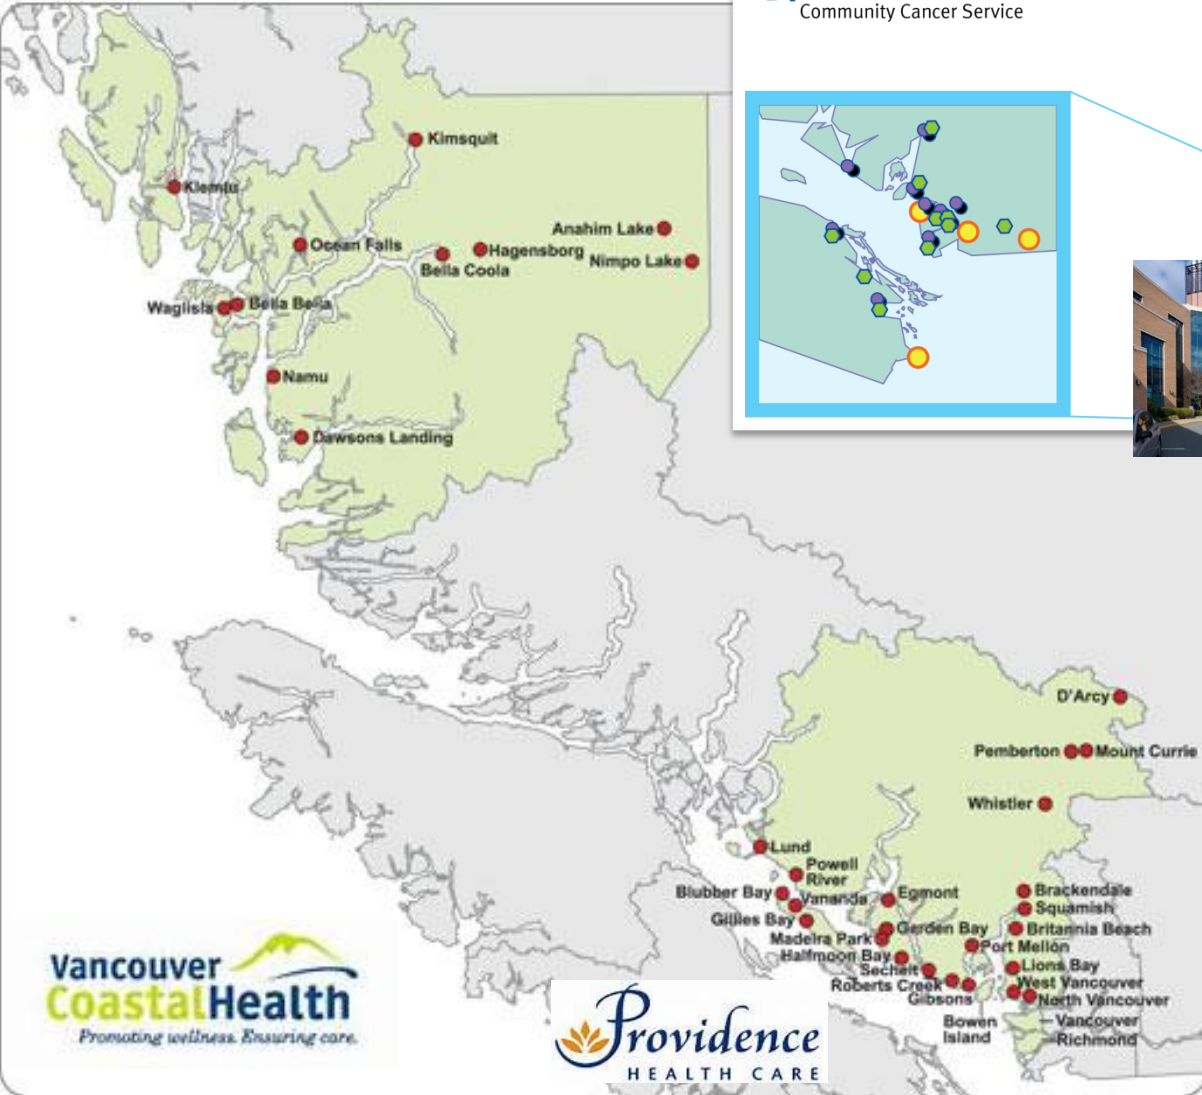 Community Cancer Service
Kimsquit
Klemtu
Anahim Lake
Ocean Falls
Hagensborg
Nimpo Lake
Bella Coola
Waglisla
Bella Bella
Namu
Dawsons Landing
D'Arcy
Pemberton
Mount Currie
Whistler
Lund
Powell
River
Blubber Bay
Vananda
Egmont
Brackendale
Squamish
Gillies Bay
Garden Bay
Britannia Beach
Madeira Park
Port Mellon
Halfmoon Bay
Lions Bay
Sechelt
West Vancouver
Roberts Creek
Gibsons
North Vancouver
Bowen
Island
Vancouver
Richmond
Vancouver
CoastalHealth
Promoting wellness. Ensuring care.
Providence
HEALTH CARE